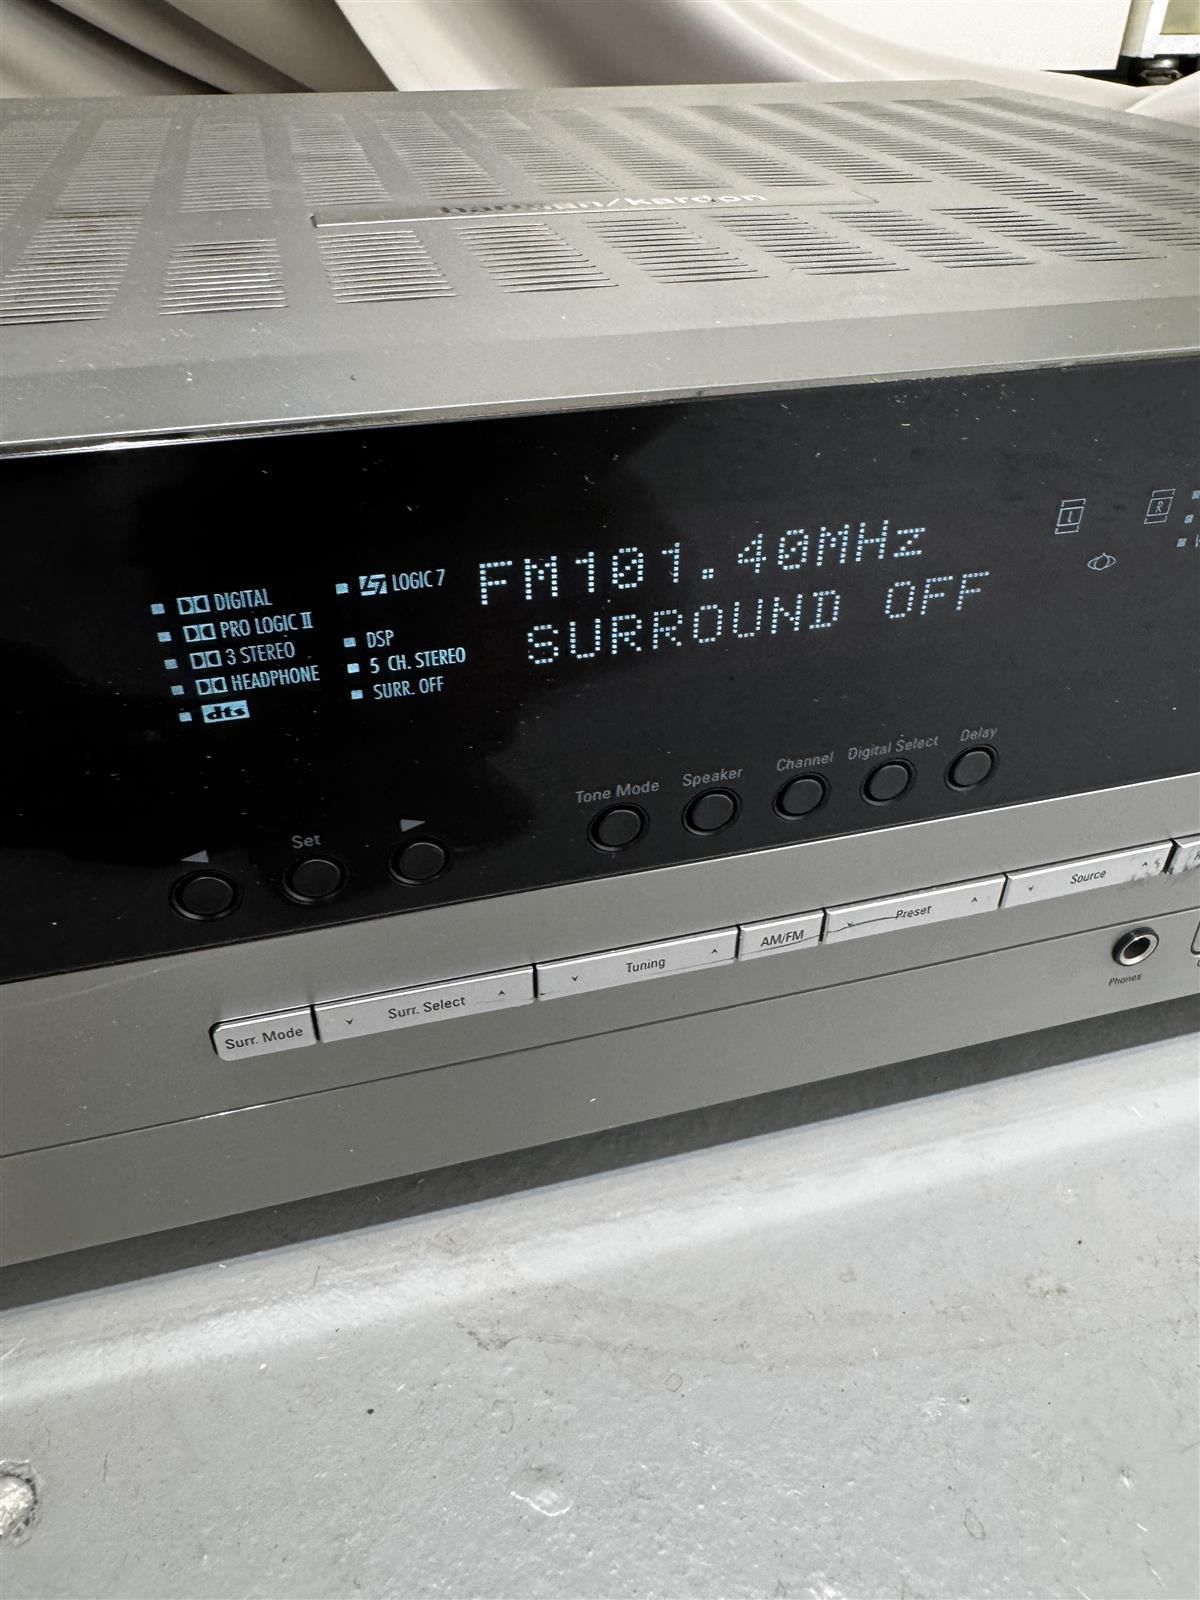 harman/kardon
DIGITAL
PRO LOGIC II
3 STEREO
HEADPHONE
dts
LOGIC 7
DSP
5 CH. STEREO
SURR. OFF
FM101.40MHz
SURROUND OFF
L
R
Set
Tone Mode
Speaker
Channel
Digital Select
Delay
Surr. Mode
Surr. Select
Tuning
AM/FM
Preset
Source
Phones